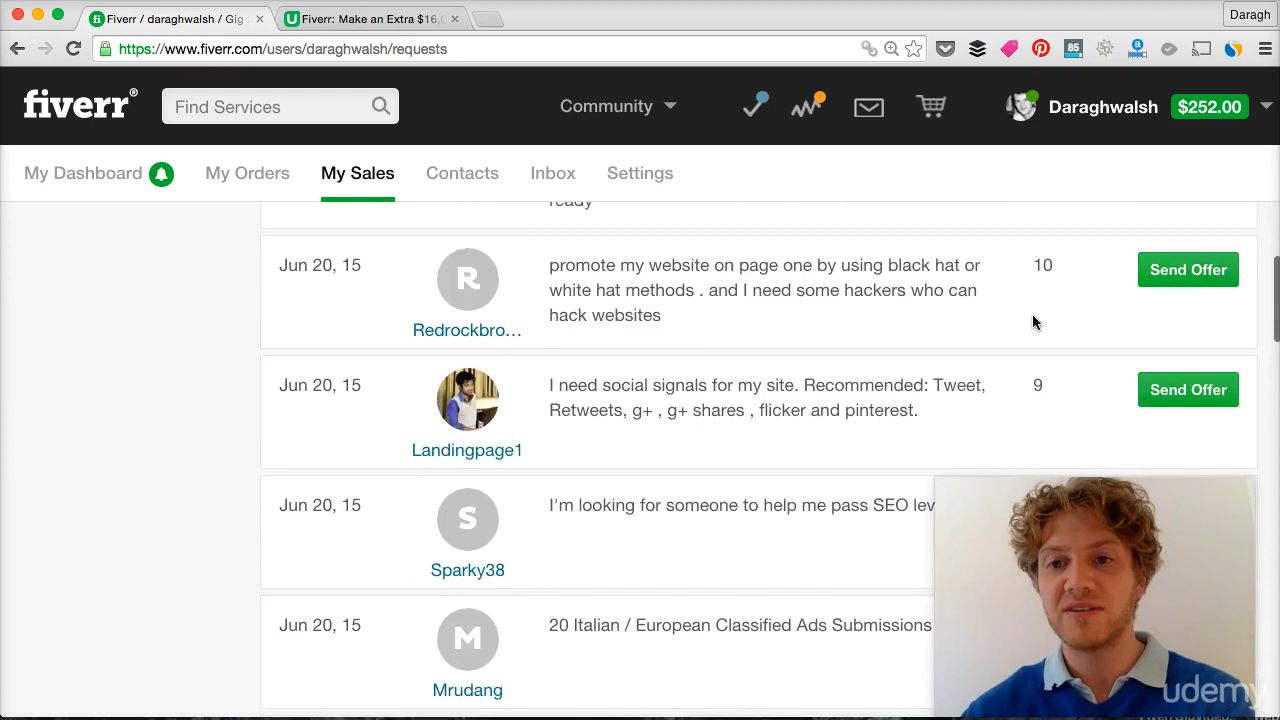 Fiverr / daraghwalsh / Gig
Fiverr: Make an Extra $16,
Daragh
https://www.fiverr.com/users/daraghwalsh/requests
85
fiverr®
Find Services
Community
Daraghwalsh
$252.00
My Dashboard
My Orders
My Sales
Contacts
Inbox
Settings
ready
Jun 20, 15
R
Redrockbro...
promote my website on page one by using black hat or
white hat methods . and I need some hackers who can
hack websites
10
Send Offer
Jun 20, 15
Landingpage1
I need social signals for my site. Recommended: Tweet,
Retweets, g+ , g+ shares , flicker and pinterest.
9
Send Offer
Jun 20, 15
S
Sparky38
I'm looking for someone to help me pass SEO lev
Jun 20, 15
M
Mrudang
20 Italian / European Classified Ads Submissions
udemy